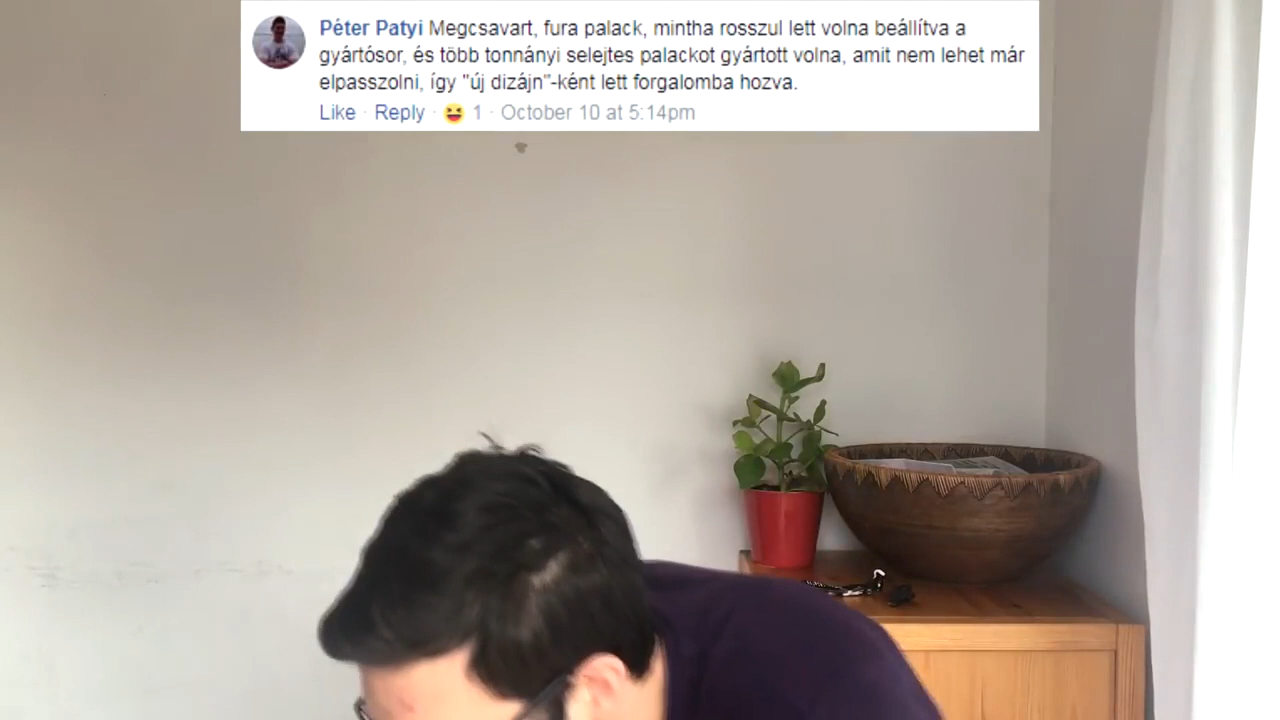 Péter Patyi Megcsavart, fura palack, mintha rosszul lett volna beállítva a
gyártósor, és több tonnányi selejtes palackot gyártott volna, amit nem lehet már
elpasszolni, így "új dizájn"-ként lett forgalomba hozva.
Like · Reply · 1 · October 10 at 5:14pm